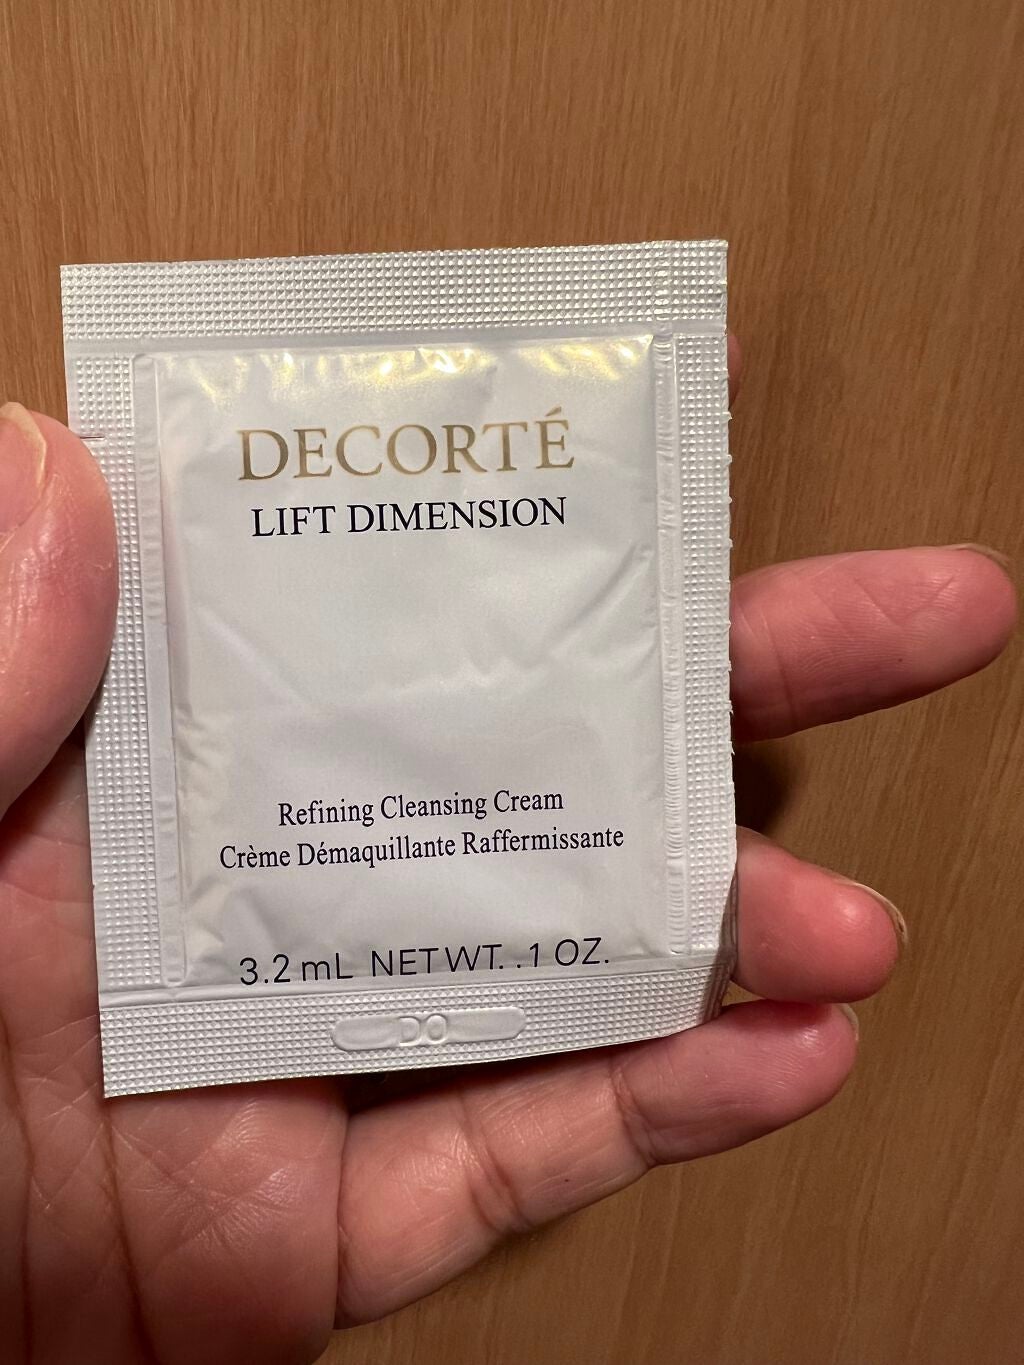 DECORTÉ
LIFT DIMENSION
Refining Cleansing Cream
Crème Démaquillante Raffermissante
3.2 mL NET WT. .1 OZ.
DO